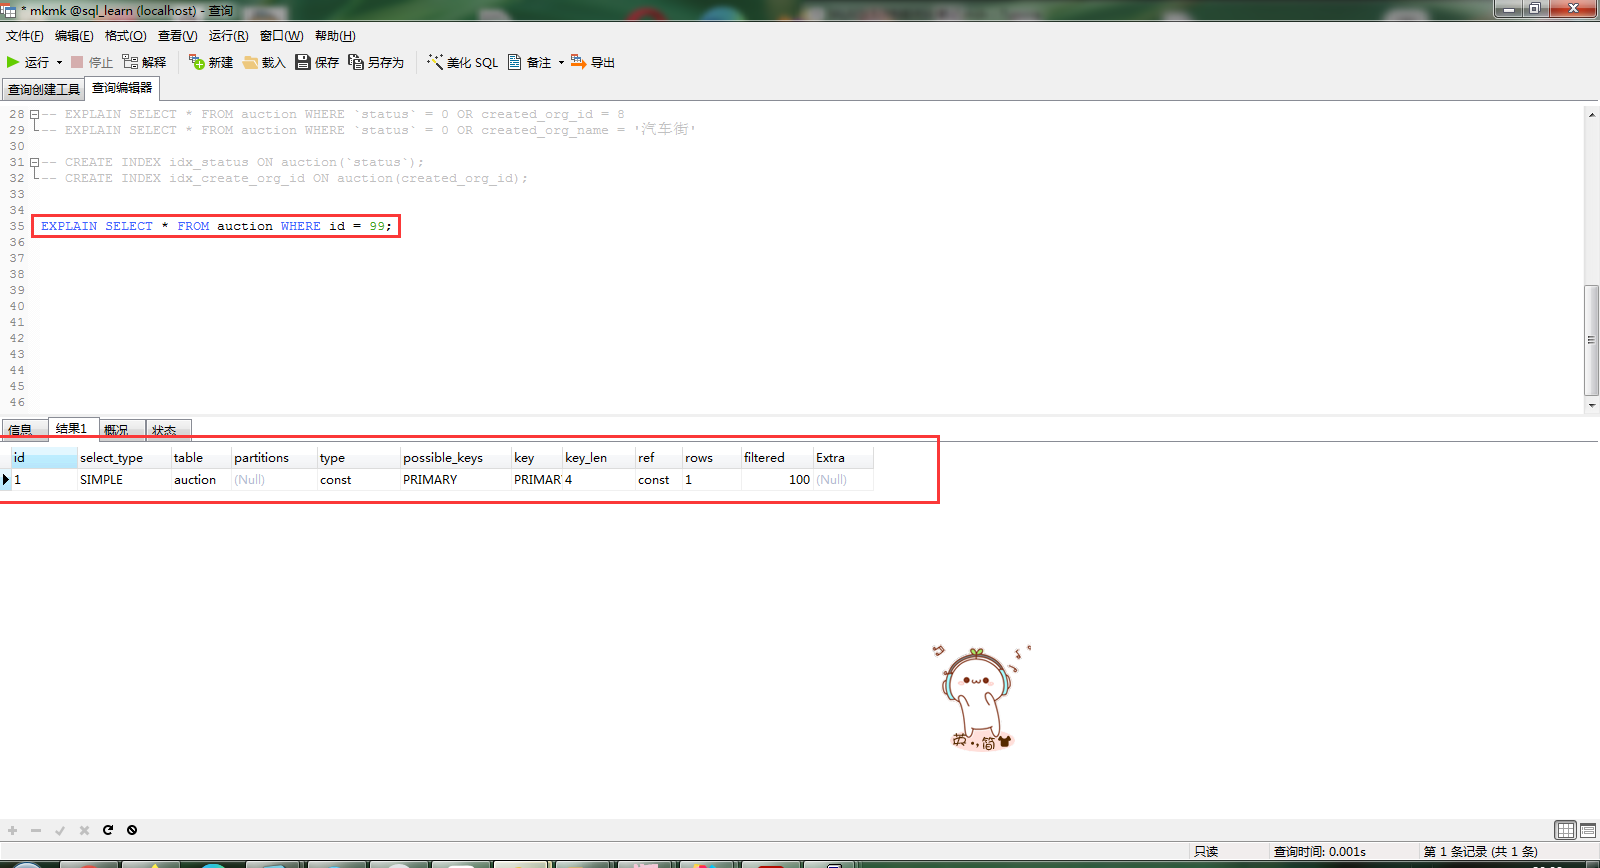 * mkmk @sql_learn (localhost) - 查询
文件(F) 编辑(E) 格式(O) 查看(V) 运行(R) 窗口(W) 帮助(H)
运行 停止 解释 新建 载入 保存 另存为 美化 SQL 备注 导出
查询创建工具 查询编辑器
28 -- EXPLAIN SELECT * FROM auction WHERE `status` = 0 OR created_org_id = 8
29 -- EXPLAIN SELECT * FROM auction WHERE `status` = 0 OR created_org_name = '汽车街'
30
31 -- CREATE INDEX idx_status ON auction(`status`);
32 -- CREATE INDEX idx_create_org_id ON auction(created_org_id);
33
34
35 EXPLAIN SELECT * FROM auction WHERE id = 99;
36
37
38
39
40
41
42
43
44
45
46
信息 结果1 概况 状态
id select_type table partitions type possible_keys key key_len ref rows filtered Extra
1 SIMPLE auction (Null) const PRIMARY PRIMAR 4 const 1 100 (Null)
英 •, 简
只读 查询时间: 0.001s 第 1 条记录 (共 1 条)